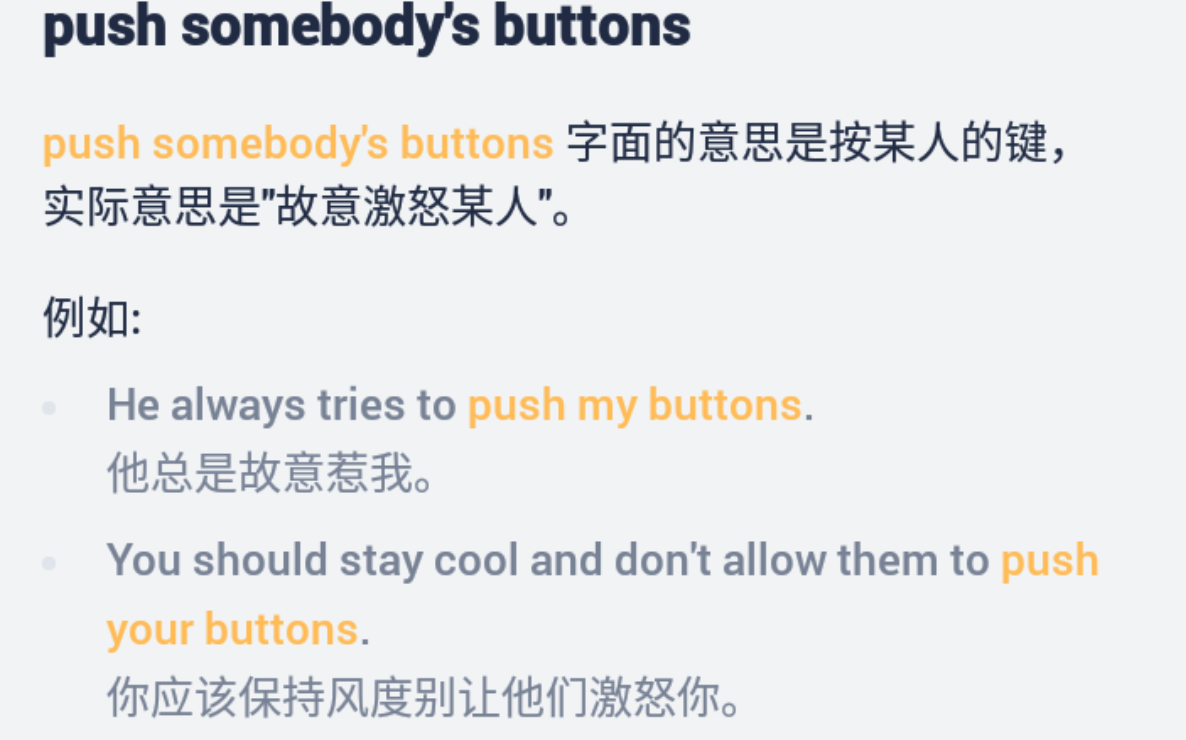 push somebody's buttons
push somebody's buttons 字面的意思是按某人的键，
实际意思是"故意激怒某人"。
例如:
He always tries to push my buttons.
他总是故意惹我。
You should stay cool and don't allow them to push
your buttons.
你应该保持风度别让他们激怒你。